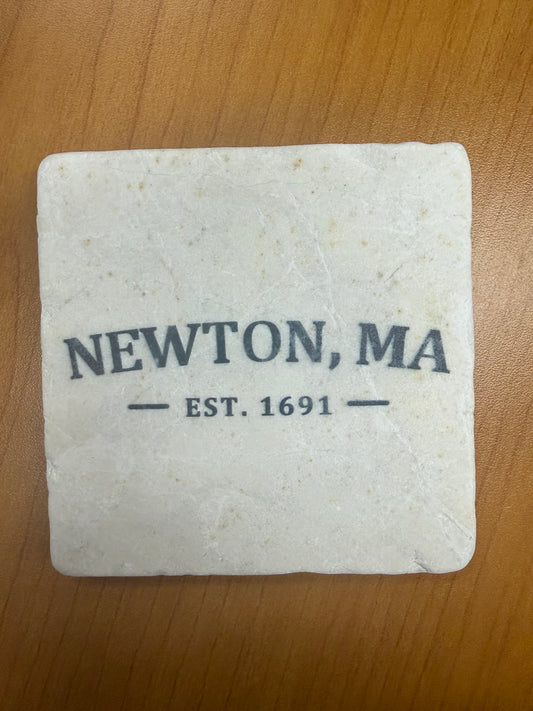 NEWTON, MA
— EST. 1691 —